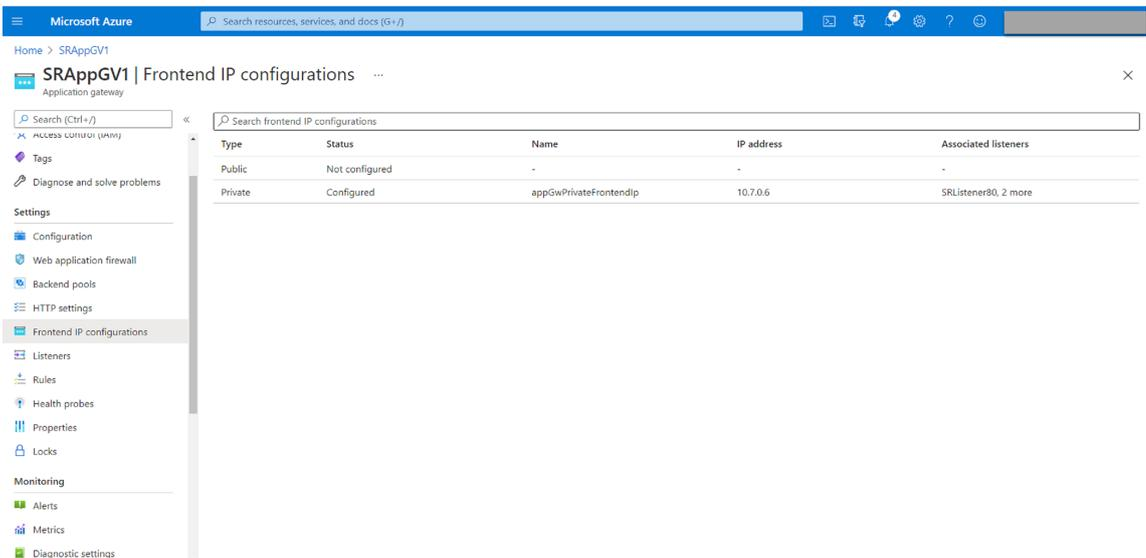 Microsoft Azure
Search resources, services, and docs (G+/)
4
Home > SRAppGV1
SRAppGV1 | Frontend IP configurations ...
Application gateway
Search (Ctrl+/)
«
Access control (IAM)
Tags
Diagnose and solve problems
Settings
Configuration
Web application firewall
Backend pools
HTTP settings
Frontend IP configurations
Listeners
Rules
Health probes
Properties
Locks
Monitoring
Alerts
Metrics
Diagnostic settings
Search frontend IP configurations
Type Status Name IP address Associated listeners
Public Not configured - - -
Private Configured appGwPrivateFrontendIp 10.7.0.6 SRListener80, 2 more